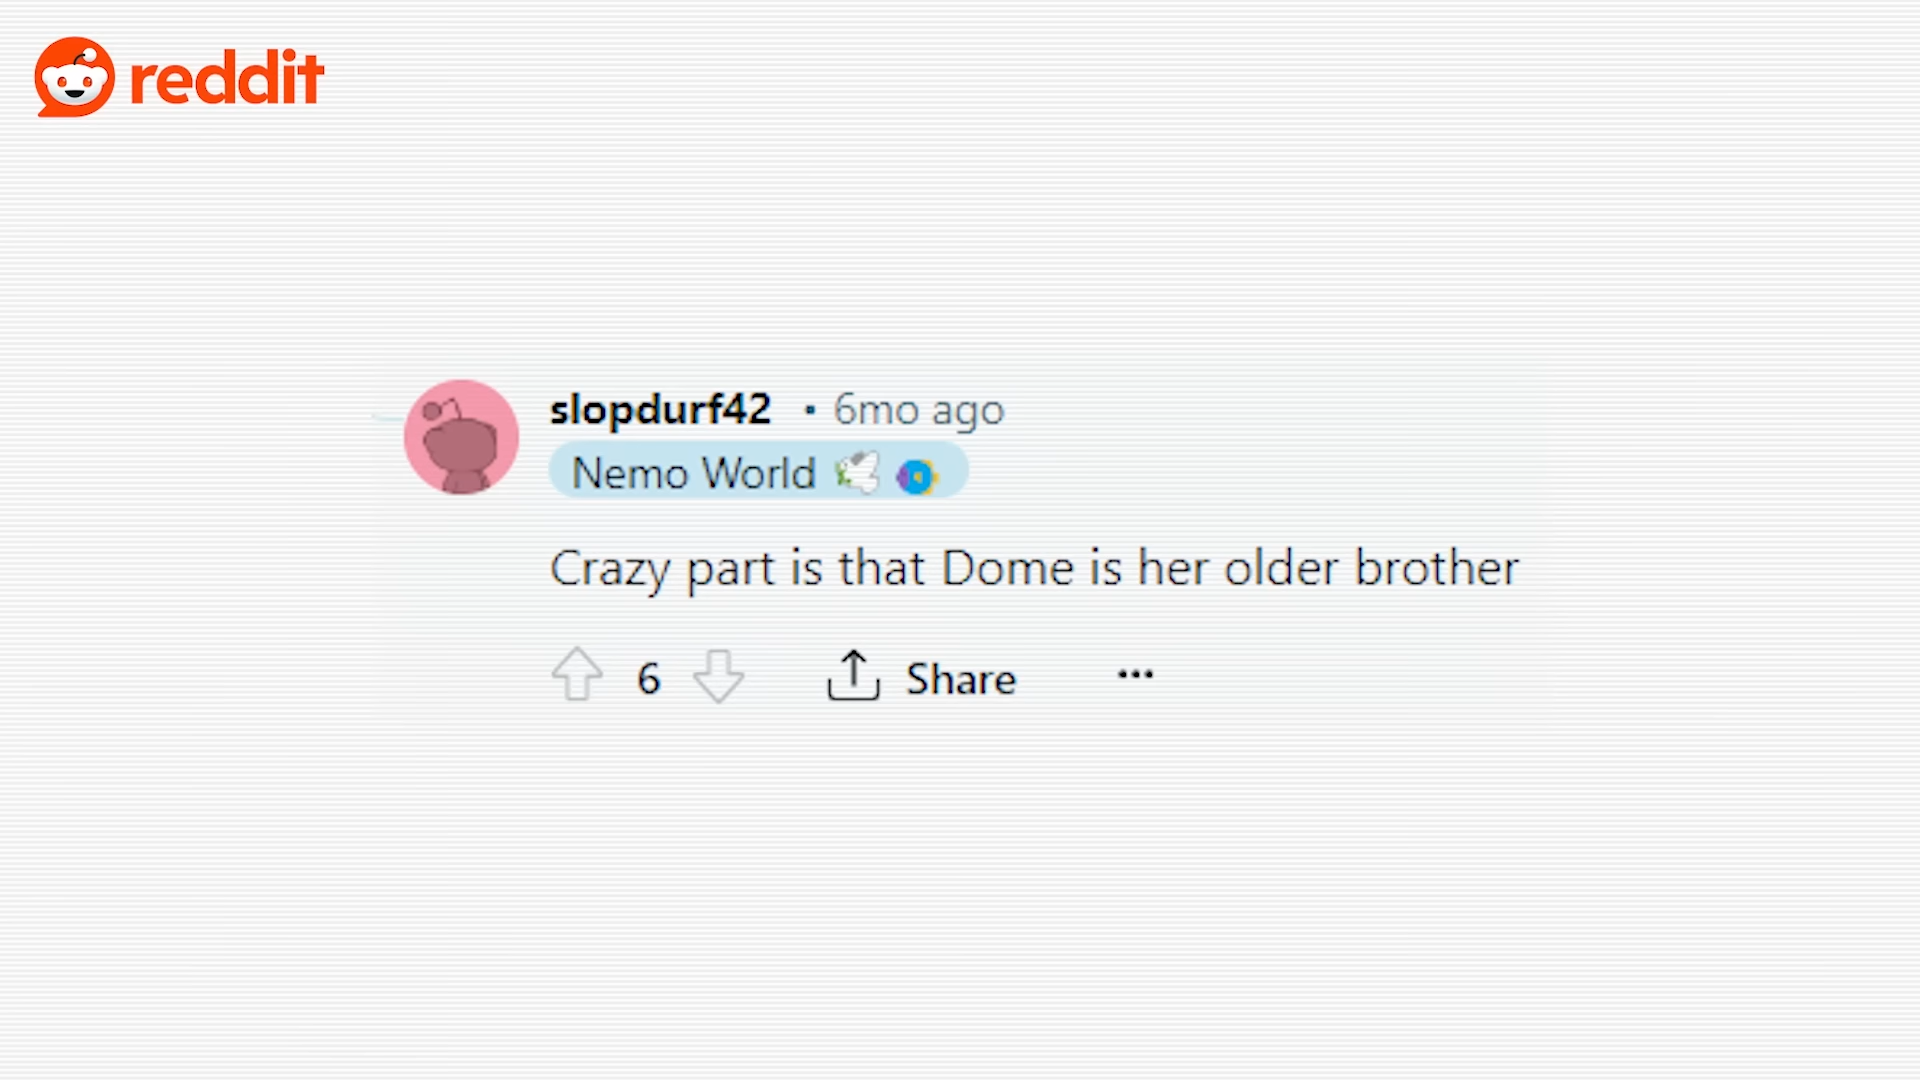 reddit
slopdurf42 • 6mo ago
Nemo World 🕊️ 🐠
Crazy part is that Dome is her older brother
6 Share ...